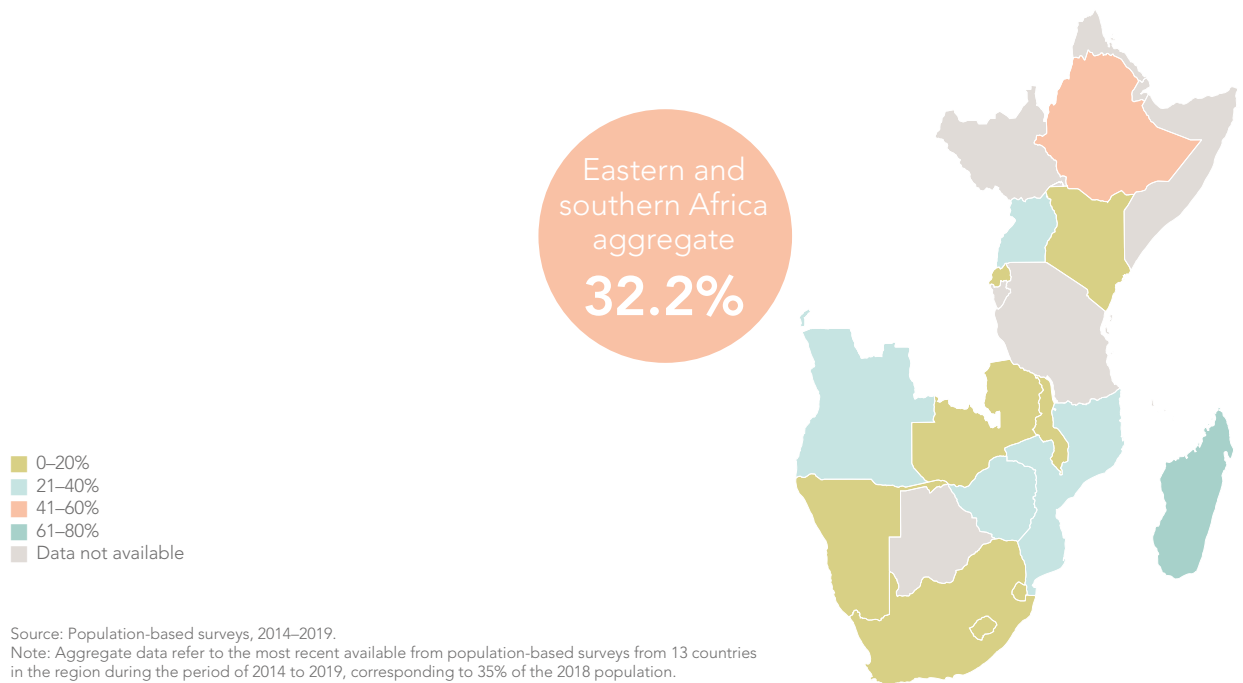 Eastern and
southern Africa
aggregate
32.2%
0–20%
21–40%
41–60%
61–80%
Data not available
Source: Population-based surveys, 2014–2019.
Note: Aggregate data refer to the most recent available from population-based surveys from 13 countries
in the region during the period of 2014 to 2019, corresponding to 35% of the 2018 population.